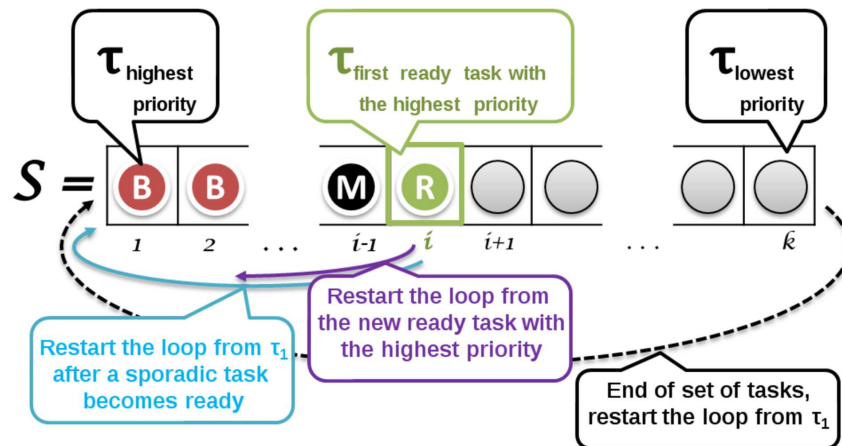 τhighest
priority
τfirst ready task with
the highest priority
τlowest
priority
S =
B B M R
1 2 ... i-1 i i+1 ... k
Restart the loop from
the new ready task with
the highest priority
Restart the loop from τ1
after a sporadic task
becomes ready
End of set of tasks,
restart the loop from τ1